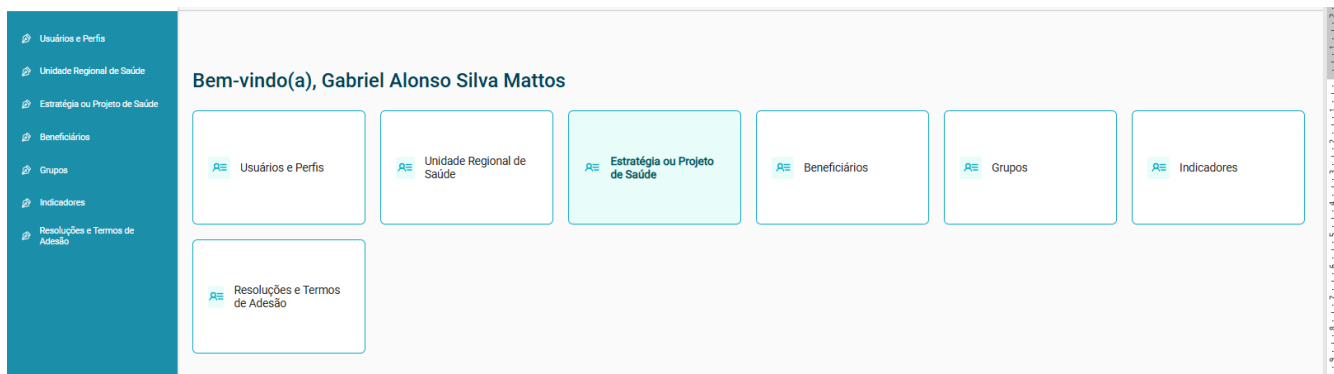 Usuários e Perfis
Unidade Regional de Saúde
Estratégia ou Projeto de Saúde
Beneficiários
Grupos
Indicadores
Resoluções e Termos de
Adesão
Bem-vindo(a), Gabriel Alonso Silva Mattos
Usuários e Perfis
Unidade Regional de
Saúde
Estratégia ou Projeto
de Saúde
Beneficiários
Grupos
Indicadores
Resoluções e Termos
de Adesão